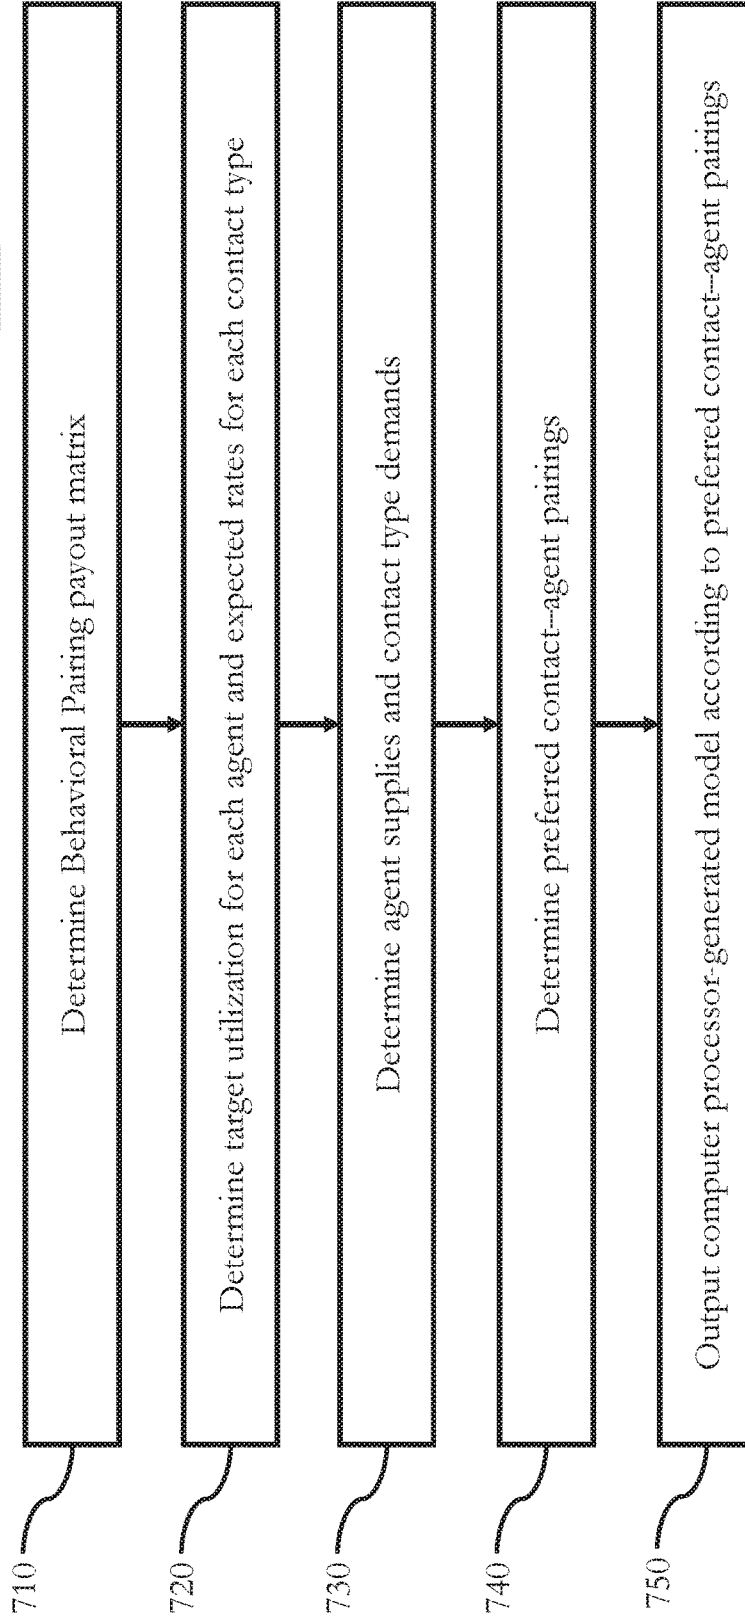 710
Determine Behavioral Pairing payout matrix
720
Determine target utilization for each agent and expected rates for each contact type
730
Determine agent supplies and contact type demands
740
Determine preferred contact–agent pairings
750
Output computer processor-generated model according to preferred contact–agent pairings